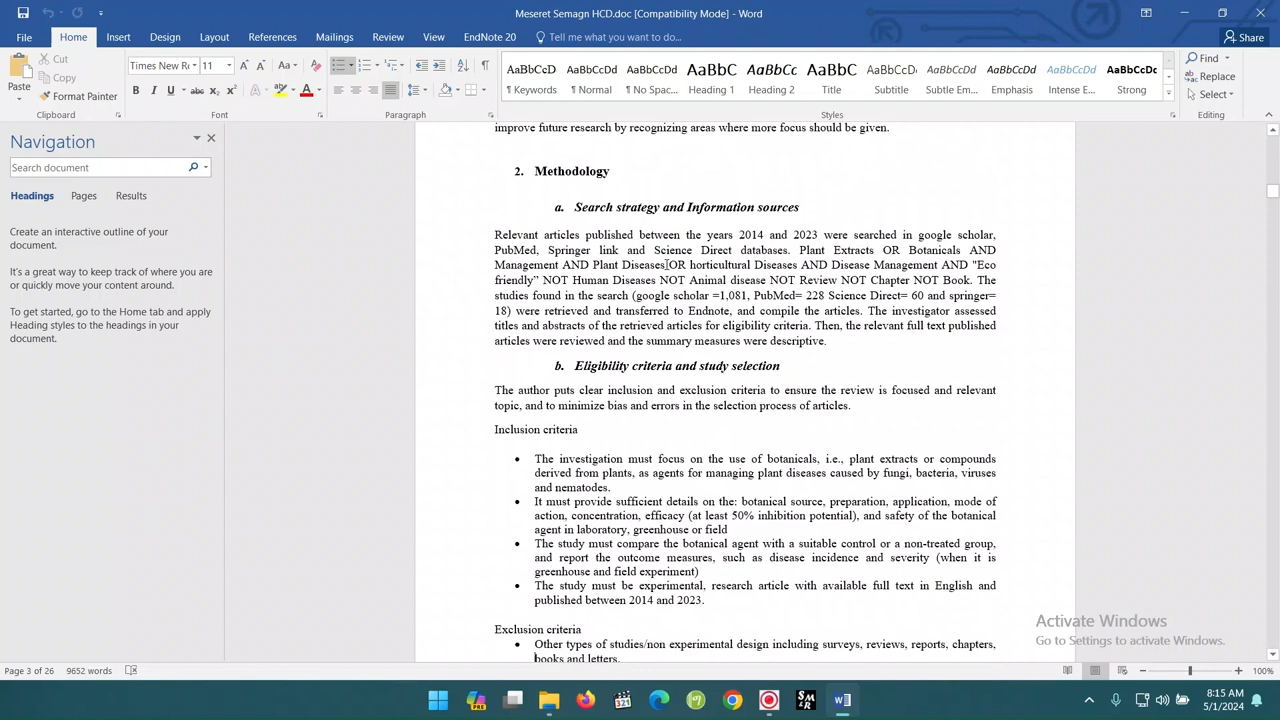 Meseret Semagn HCD.doc [Compatibility Mode] - Word
File Home Insert Design Layout References Mailings Review View EndNote 20 Tell me what you want to do... Share
Cut
Copy
Format Painter
Paste
Times New Ro 11
AaBbCcD AaBbCcDd AaBbCcDd AaBbC AaBbCc AaBbC AaBbCcD AaBbCcDd AaBbCcDd AaBbCcDd AaBbCcDc
¶ Keywords ¶ Normal ¶ No Spac... Heading 1 Heading 2 Title Subtitle Subtle Em... Emphasis Intense E... Strong
Find
Replace
Select
Clipboard Font Paragraph Styles Editing
Navigation
Search document
Headings Pages Results
Create an interactive outline of your
document.
It's a great way to keep track of where you are
or quickly move your content around.
To get started, go to the Home tab and apply
Heading styles to the headings in your
document.
improve future research by recognizing areas where more focus should be given.
2. Methodology
a. Search strategy and Information sources
Relevant articles published between the years 2014 and 2023 were searched in google scholar,
PubMed, Springer link and Science Direct databases. Plant Extracts OR Botanicals AND
Management AND Plant Diseases OR horticultural Diseases AND Disease Management AND "Eco
friendly" NOT Human Diseases NOT Animal disease NOT Review NOT Chapter NOT Book. The
studies found in the search (google scholar =1,081, PubMed= 228 Science Direct= 60 and springer=
18) were retrieved and transferred to Endnote, and compile the articles. The investigator assessed
titles and abstracts of the retrieved articles for eligibility criteria. Then, the relevant full text published
articles were reviewed and the summary measures were descriptive.
b. Eligibility criteria and study selection
The author puts clear inclusion and exclusion criteria to ensure the review is focused and relevant
topic, and to minimize bias and errors in the selection process of articles.
Inclusion criteria
• The investigation must focus on the use of botanicals, i.e., plant extracts or compounds
derived from plants, as agents for managing plant diseases caused by fungi, bacteria, viruses
and nematodes.
• It must provide sufficient details on the: botanical source, preparation, application, mode of
action, concentration, efficacy (at least 50% inhibition potential), and safety of the botanical
agent in laboratory, greenhouse or field
• The study must compare the botanical agent with a suitable control or a non-treated group,
and report the outcome measures, such as disease incidence and severity (when it is
greenhouse and field experiment)
• The study must be experimental, research article with available full text in English and
published between 2014 and 2023.
Exclusion criteria
• Other types of studies/non experimental design including surveys, reviews, reports, chapters,
books and letters.
Activate Windows
Go to Settings to activate Windows.
Page 3 of 26 9652 words 100%
8:15 AM
5/1/2024